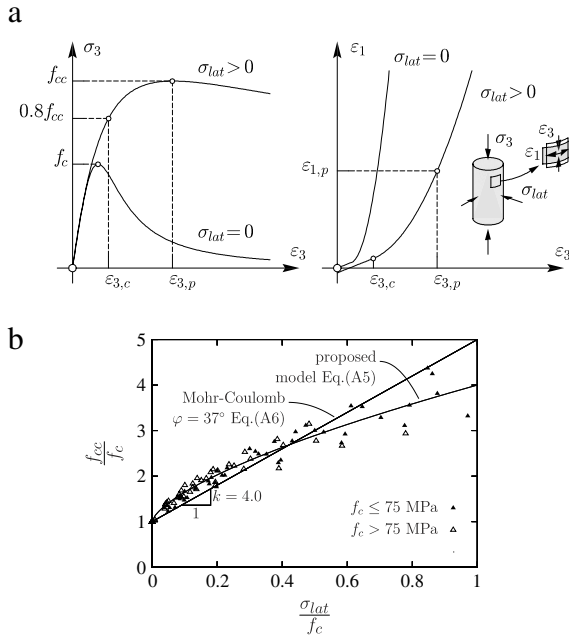 a
σ3
fcc
0.8fcc
fc
σlat > 0
σlat = 0
ε3,c
ε3,p
ε3
ε1
σlat = 0
σlat > 0
ε1,p
ε3,c
ε3,p
ε3
σ3
ε3
ε1
σlat
b
5
4
3
2
1
0
fcc
fc
proposed
model Eq.(A5)
Mohr-Coulomb
φ = 37° Eq.(A6)
k = 4.0
1
fc ≤ 75 MPa
fc > 75 MPa
0
0.2
0.4
0.6
0.8
1
σlat
fc